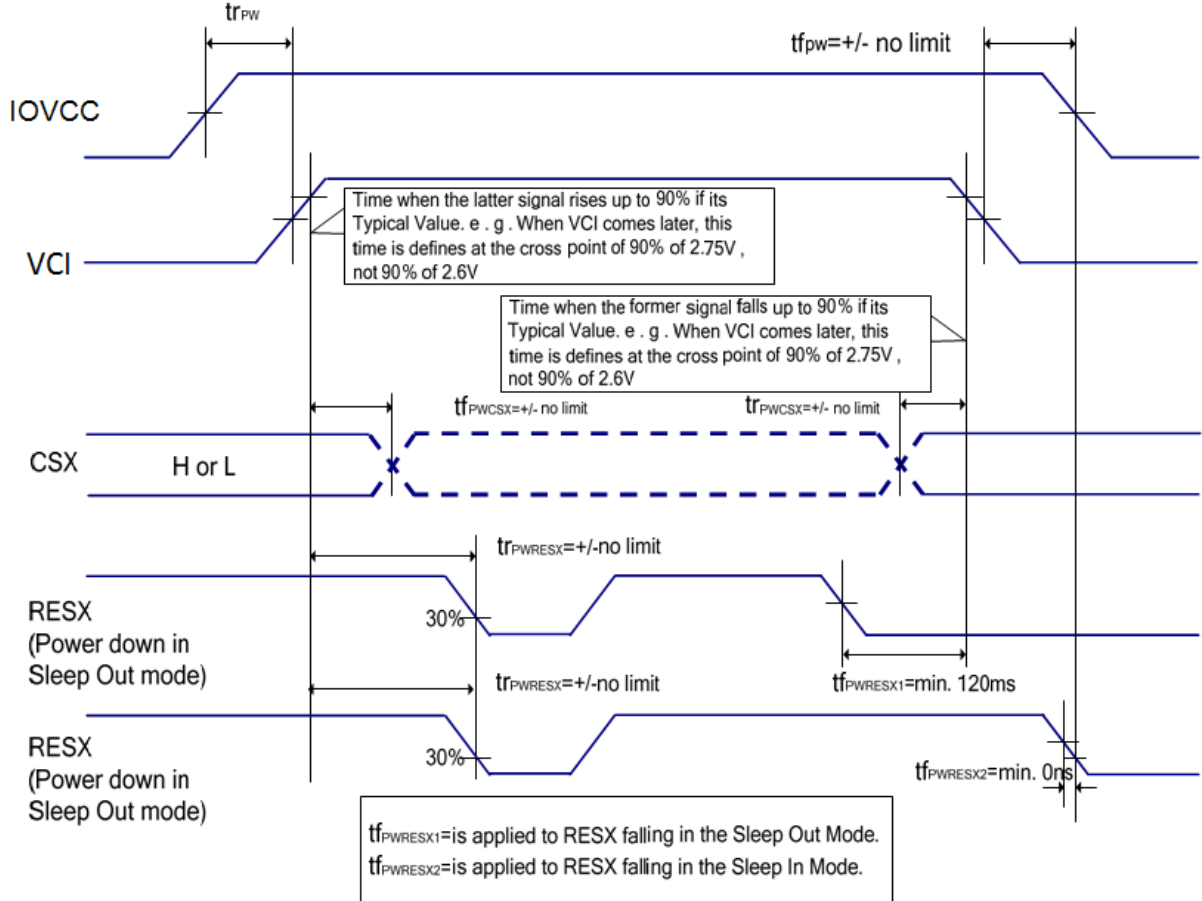 trPW
tfpw=+/- no limit
IOVCC
Time when the latter signal rises up to 90% if its
Typical Value. e . g . When VCI comes later, this
time is defines at the cross point of 90% of 2.75V ,
not 90% of 2.6V
VCI
Time when the former signal falls up to 90% if its
Typical Value. e . g . When VCI comes later, this
time is defines at the cross point of 90% of 2.75V ,
not 90% of 2.6V
tfPWCSX=+/- no limit
trPWCSX=+/- no limit
CSX
H or L
trPWRESX=+/-no limit
RESX
(Power down in
Sleep Out mode)
30%
trPWRESX=+/-no limit
tfPWRESX1=min. 120ms
RESX
(Power down in
Sleep Out mode)
30%
tfPWRESX2=min. 0ns
tfPWRESX1=is applied to RESX falling in the Sleep Out Mode.
tfPWRESX2=is applied to RESX falling in the Sleep In Mode.